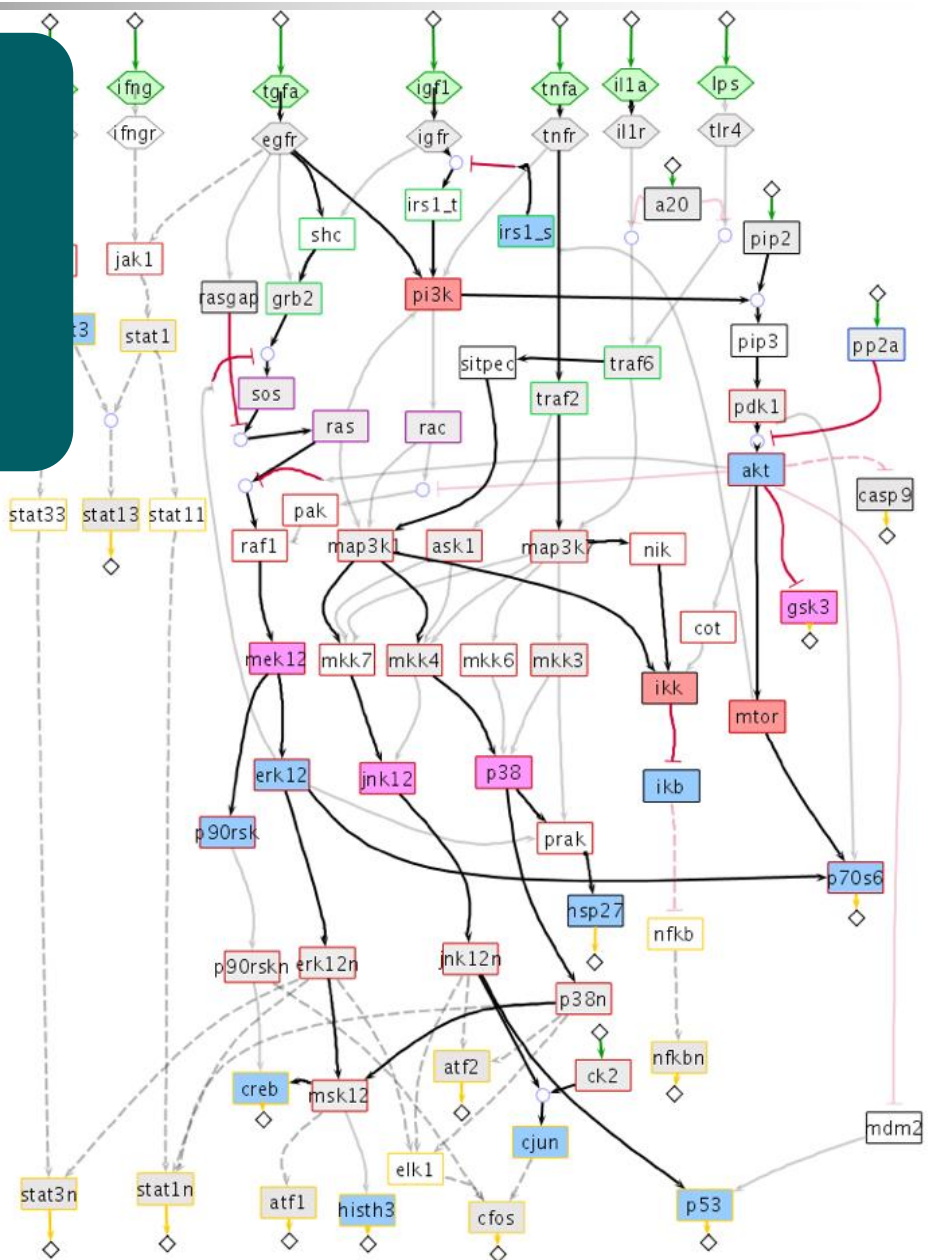 ifng
tgfa
igf1
tnfa
il1a
lps
ifngr
egfr
igfr
tnfr
il1r
tlr4
irs1_t
a20
shc
irs1_s
pip2
jak1
rasgap
grb2
pi3k
t3
stat1
pip3
pp2a
sitpec
traf6
sos
traf2
pdk1
ras
rac
akt
casp9
stat33
stat13
stat11
pak
raf1
map3k1
ask1
map3k7
nik
gsk3
cot
mek12
mkk7
mkk4
mkk6
mkk3
ikk
mtor
erk12
jnk12
p38
ikb
p90rsk
prak
p70s6
hsp27
nfkb
p90rskn
erk12n
jnk12n
p38n
atf2
nfkbn
ck2
creb
msk12
mdm2
cjun
elk1
stat3n
stat1n
atf1
histh3
cfos
p53